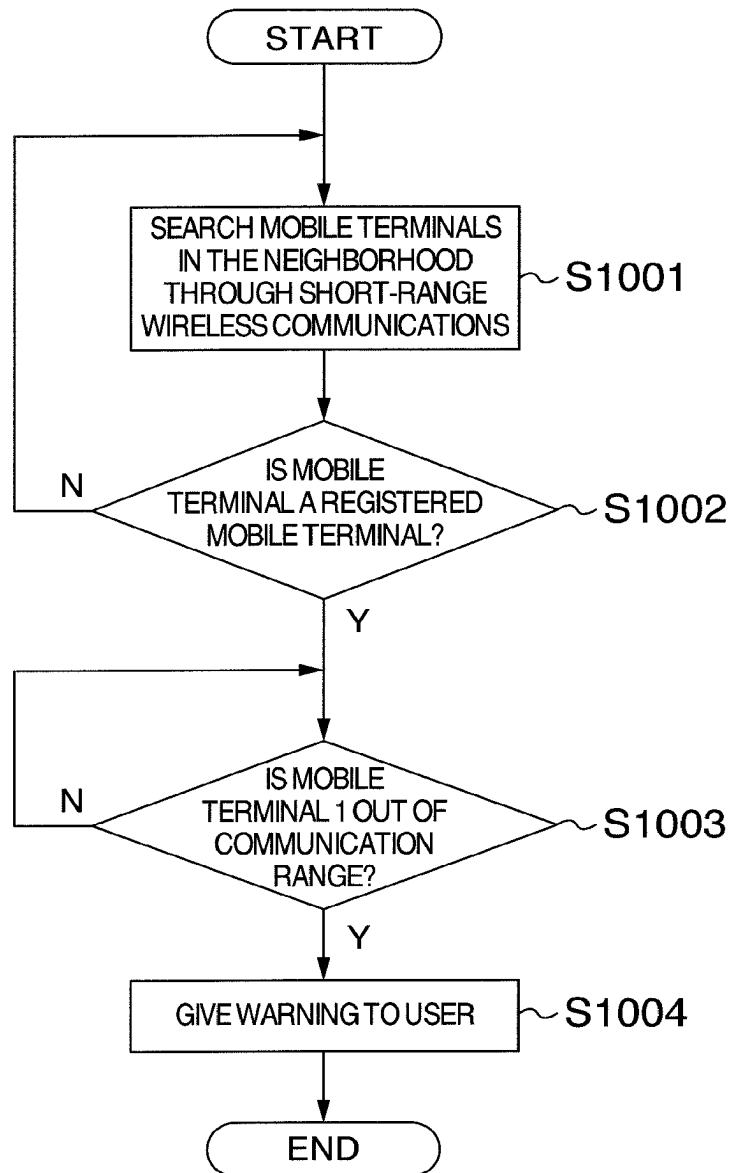 START
SEARCH MOBILE TERMINALS
IN THE NEIGHBORHOOD
THROUGH SHORT-RANGE
WIRELESS COMMUNICATIONS
S1001
IS MOBILE
TERMINAL A REGISTERED
MOBILE TERMINAL?
N
S1002
Y
IS MOBILE
TERMINAL 1 OUT OF
COMMUNICATION
RANGE?
N
S1003
Y
GIVE WARNING TO USER
S1004
END